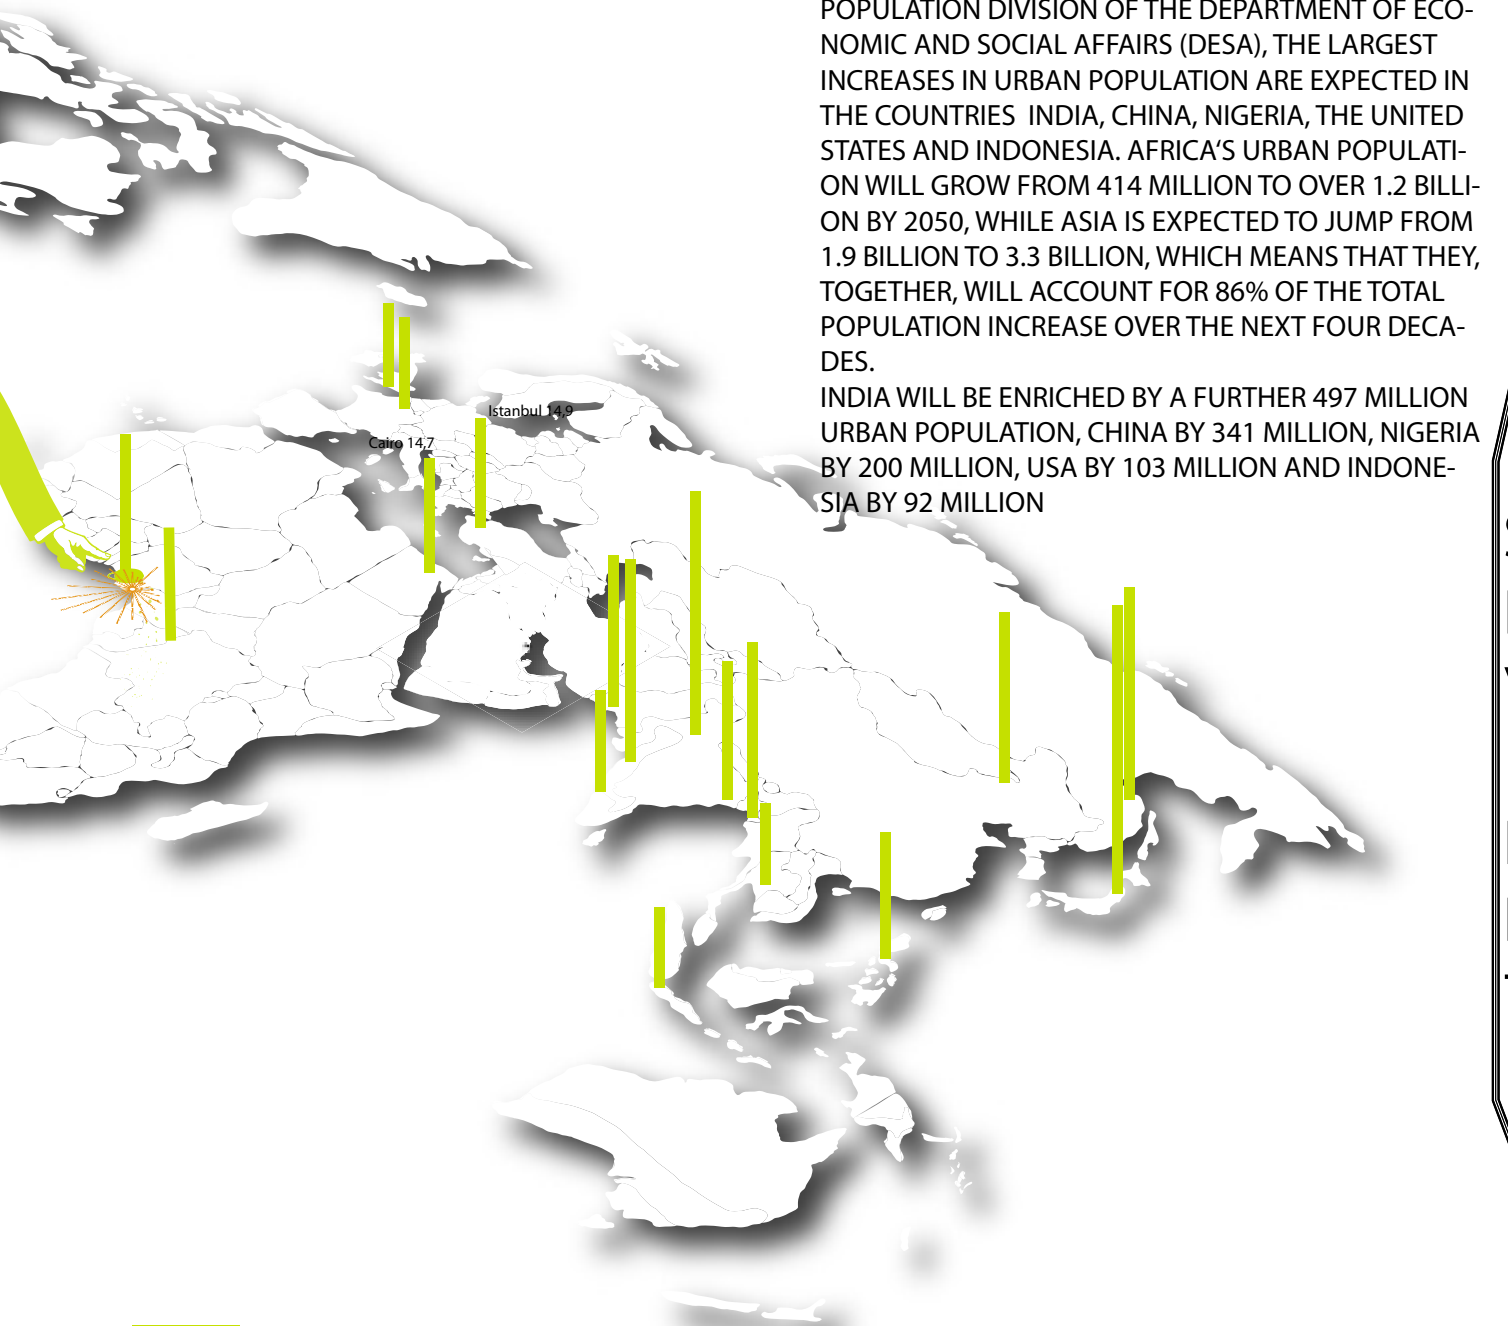 POPULATION DIVISION OF THE DEPARTMENT OF ECO-
NOMIC AND SOCIAL AFFAIRS (DESA), THE LARGEST
INCREASES IN URBAN POPULATION ARE EXPECTED IN
THE COUNTRIES  INDIA, CHINA, NIGERIA, THE UNITED
STATES AND INDONESIA. AFRICA‘S URBAN POPULATI-
ON WILL GROW FROM 414 MILLION TO OVER 1.2 BILLI-
ON BY 2050, WHILE ASIA IS EXPECTED TO JUMP FROM
1.9 BILLION TO 3.3 BILLION, WHICH MEANS THAT THEY,
TOGETHER, WILL ACCOUNT FOR 86% OF THE TOTAL
POPULATION INCREASE OVER THE NEXT FOUR DECA-
DES.
INDIA WILL BE ENRICHED BY A FURTHER 497 MILLION
URBAN POPULATION, CHINA BY 341 MILLION, NIGERIA
BY 200 MILLION, USA BY 103 MILLION AND INDONE-
SIA BY 92 MILLION
Istanbul 14,9
Cairo 14,7